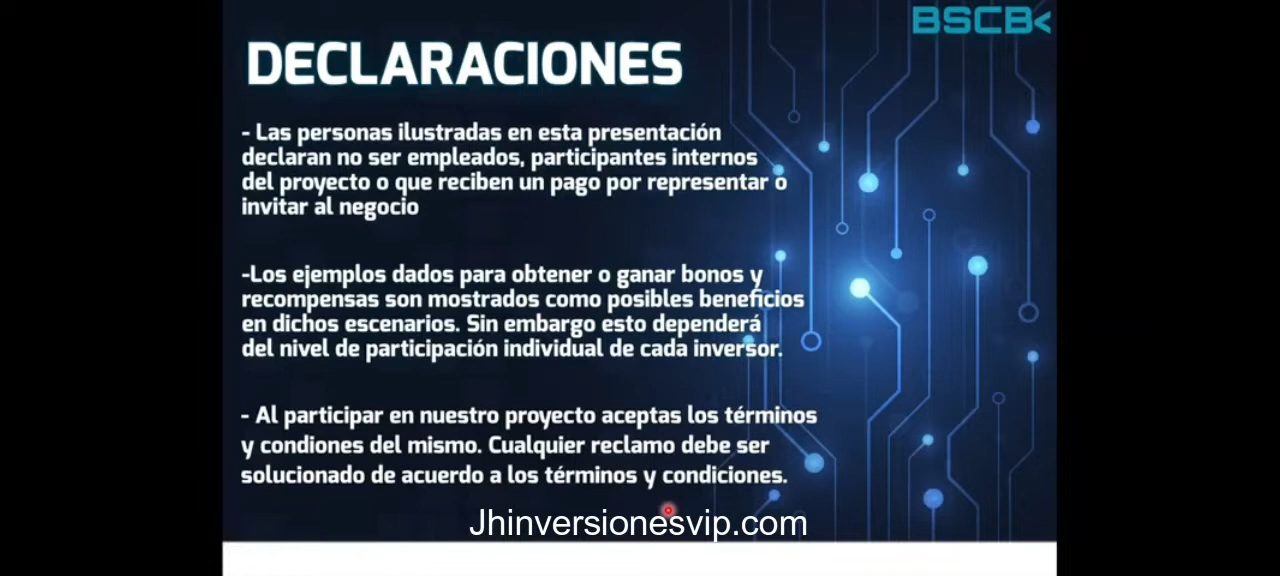 BSCB<
DECLARACIONES
- Las personas ilustradas en esta presentación
declaran no ser empleados, participantes internos
del proyecto o que reciben un pago por representar o
invitar al negocio
-Los ejemplos dados para obtener o ganar bonos y
recompensas son mostrados como posibles beneficios
en dichos escenarios. Sin embargo esto dependerá
del nivel de participación individual de cada inversor.
- Al participar en nuestro proyecto aceptas los términos
y condiones del mismo. Cualquier reclamo debe ser
solucionado de acuerdo a los términos y condiciones.
Jhinversionesvip.com